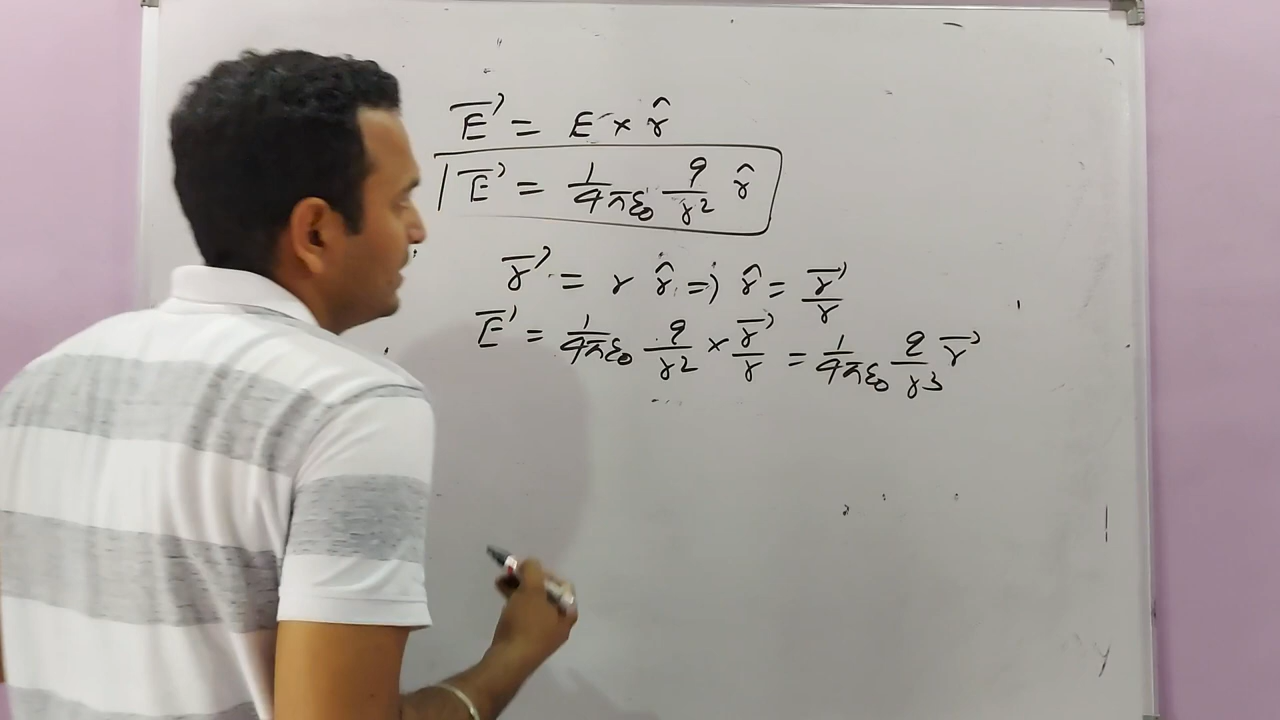 E⃗ = E × r̂
E⃗ = 1/4πε₀ q/r² r̂
r⃗ = r r̂ ⇒ r̂ = r⃗/r
E⃗ = 1/4πε₀ q/r² × r⃗/r = 1/4πε₀ q/r³ r⃗